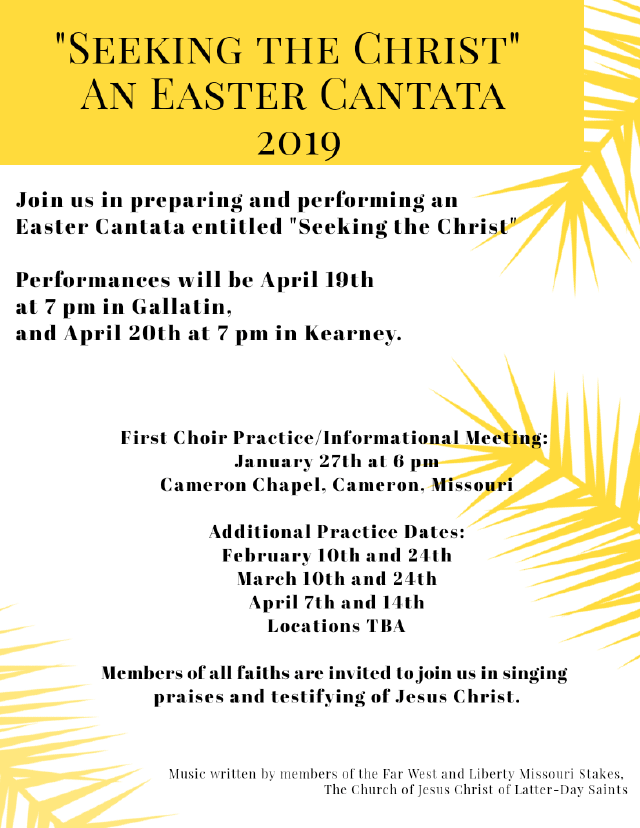 "Seeking the Christ"
An Easter Cantata
2019
Join us in preparing and performing an
Easter Cantata entitled "Seeking the Christ"
Performances will be April 19th
at 7 pm in Gallatin,
and April 20th at 7 pm in Kearney.
First Choir Practice/Informational Meeting:
January 27th at 6 pm
Cameron Chapel, Cameron, Missouri
Additional Practice Dates:
February 10th and 24th
March 10th and 24th
April 7th and 14th
Locations TBA
Members of all faiths are invited to join us in singing
praises and testifying of Jesus Christ.
Music written by members of the Far West and Liberty Missouri Stakes,
The Church of Jesus Christ of Latter-Day Saints